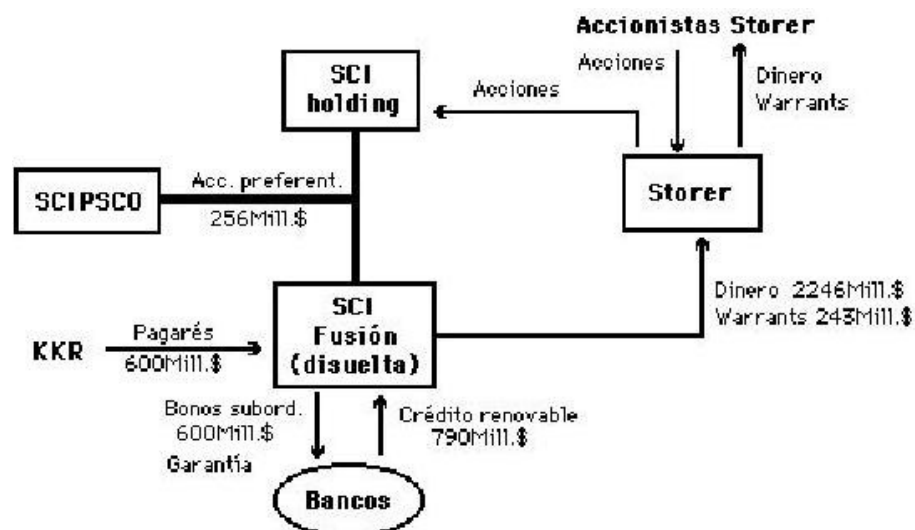 Accionistas Storer
SCI
holding
Acciones
Acciones
Dinero
Warrants
SCIPSCO
Acc. preferent.
256Mill.$
Storer
KKR
Pagarés
600Mill.$
SCI
Fusión
(disuelta)
Dinero 2246Mill.$
Warrants 243Mill.$
Bonos subord.
600Mill.$
Garantía
Crédito renovable
790Mill.$
Bancos